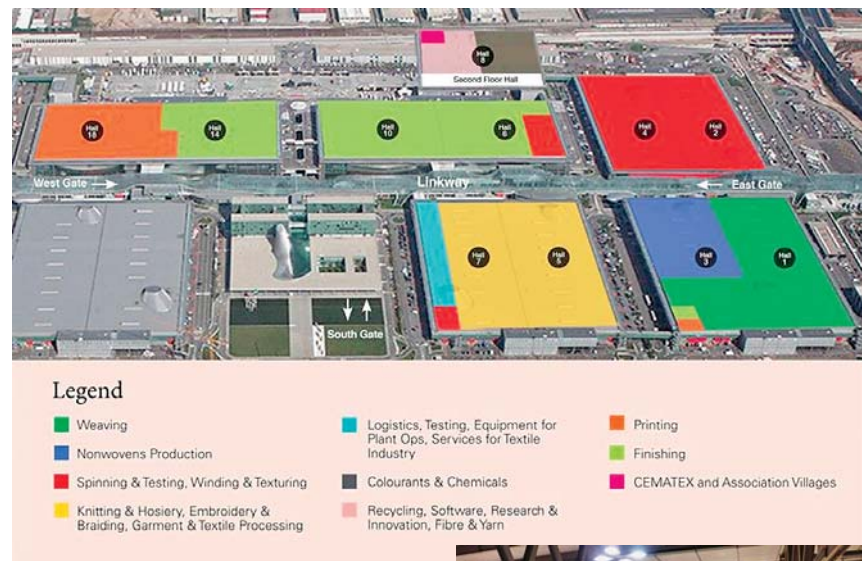 Hall
8
Second Floor Hall
Hall
18
Hall
14
Hall
10
Hall
6
Hall
4
Hall
2
West Gate
Linkway
East Gate
Hall
7
Hall
5
Hall
3
Hall
1
South Gate
Legend
Weaving
Nonwovens Production
Spinning & Testing, Winding & Texturing
Knitting & Hosiery, Embroidery &
Braiding, Garment & Textile Processing
Logistics, Testing, Equipment for
Plant Ops, Services for Textile
Industry
Colourants & Chemicals
Recycling, Software, Research &
Innovation, Fibre & Yarn
Printing
Finishing
CEMATEX and Association Villages